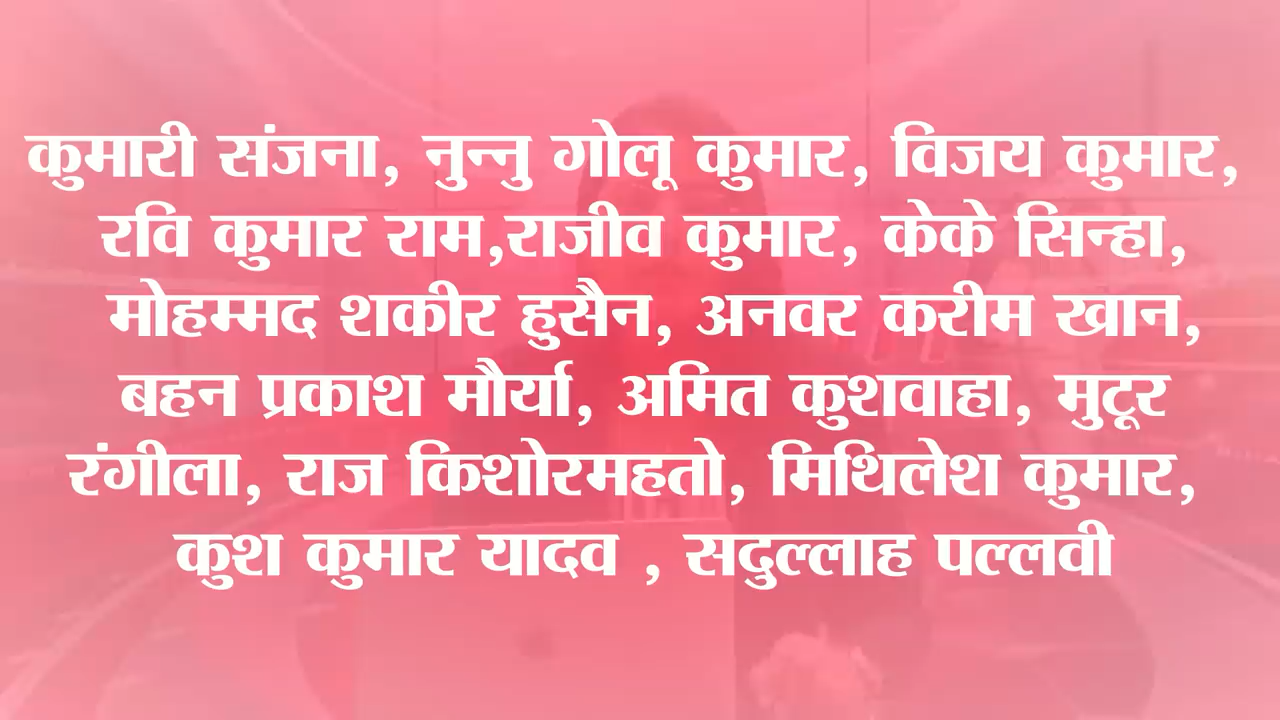 कुमारी संजना, नुन्नु गोलू कुमार, विजय कुमार,
रवि कुमार राम,राजीव कुमार, केके सिन्हा,
मोहम्मद शकीर हुसैन, अनवर करीम खान,
बहन प्रकाश मौर्या, अमित कुशवाहा, मुटूर
रंगीला, राज किशोरमहतो, मिथिलेश कुमार,
कुश कुमार यादव , सदुल्लाह पल्लवी